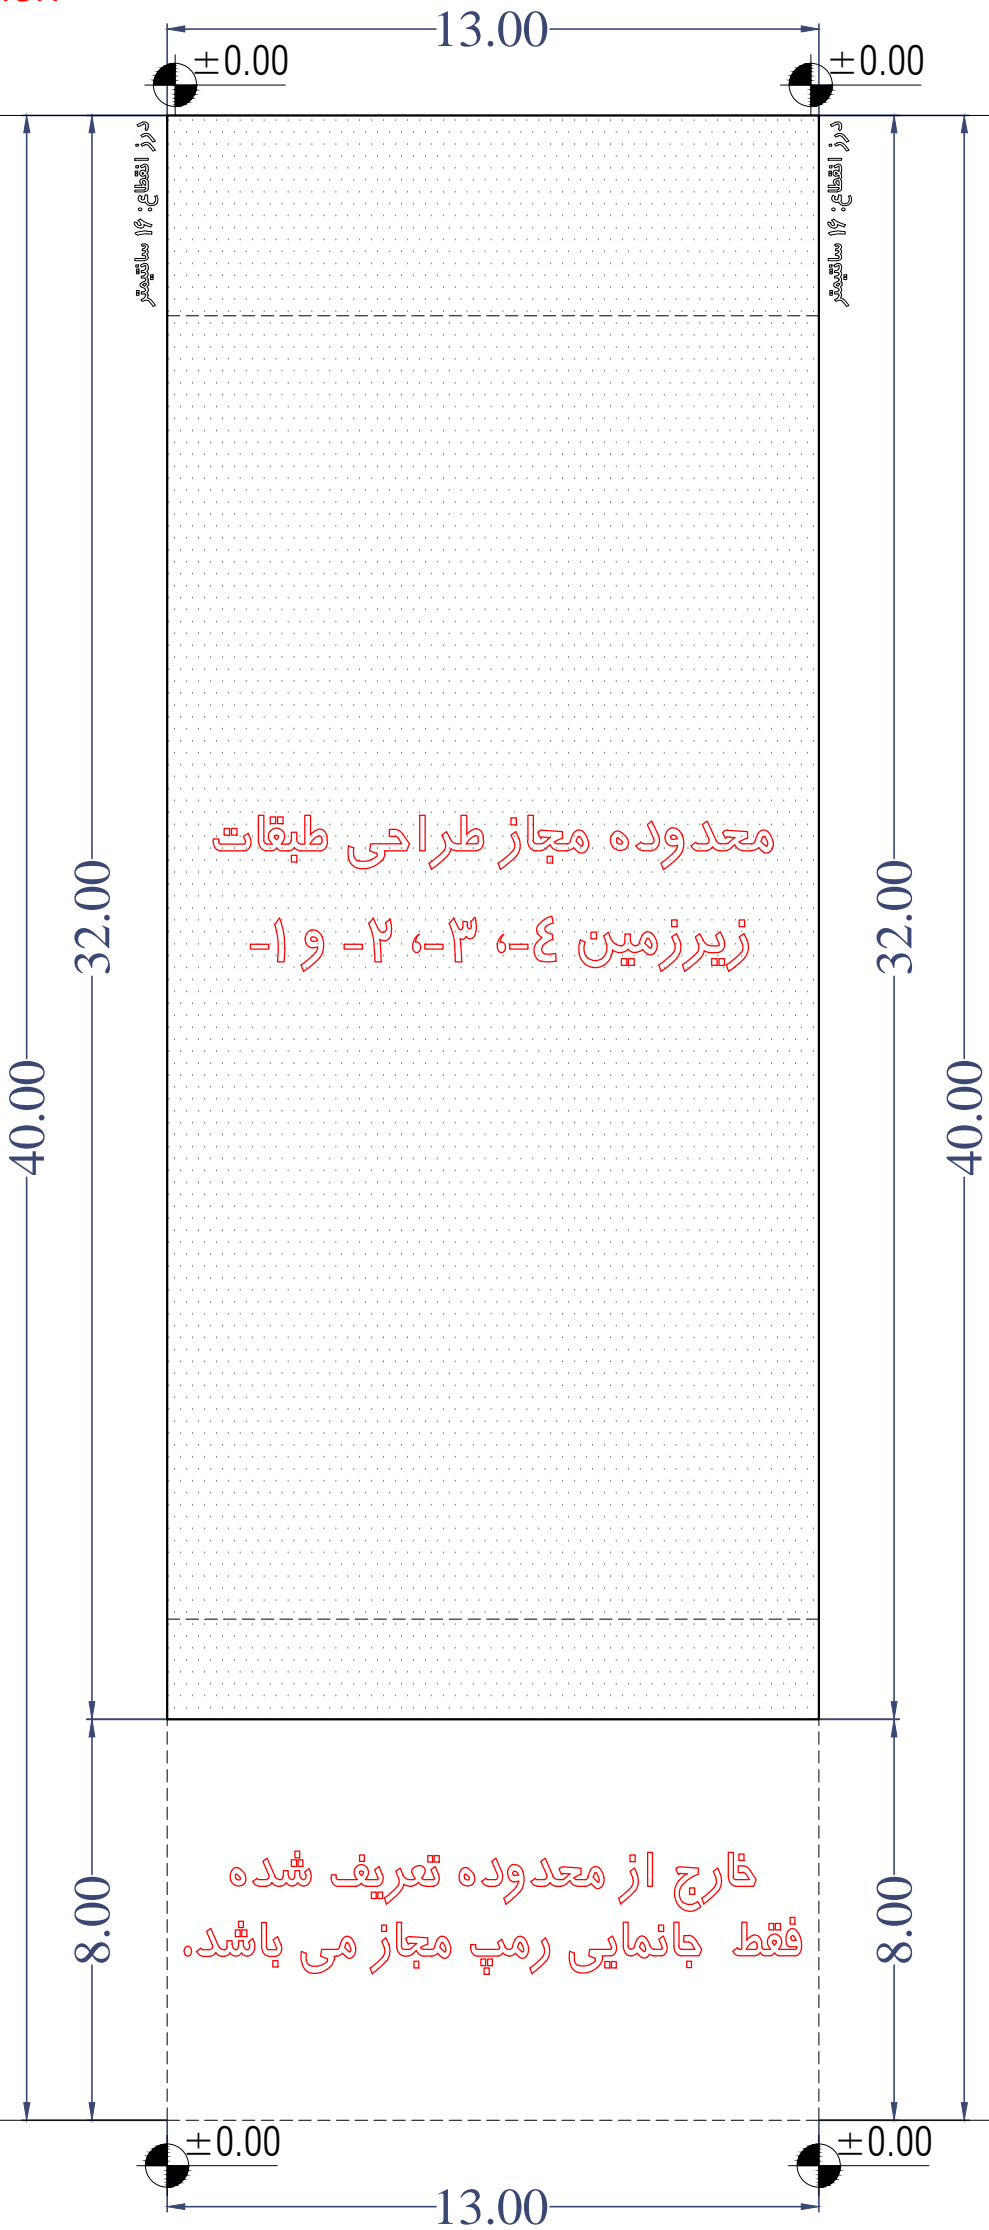 13.00
±0.00
±0.00
درز انقطاع: ۱۶ سانتیمتر
درز انقطاع: ۱۶ سانتیمتر
محدوده مجاز طراحی طبقات
زیرزمین ٤-، ۳-، ۲- و ۱-
32.00
32.00
40.00
40.00
خارج از محدوده تعریف شده
فقط جانمایی رمپ مجاز می باشد.
8.00
8.00
±0.00
±0.00
13.00